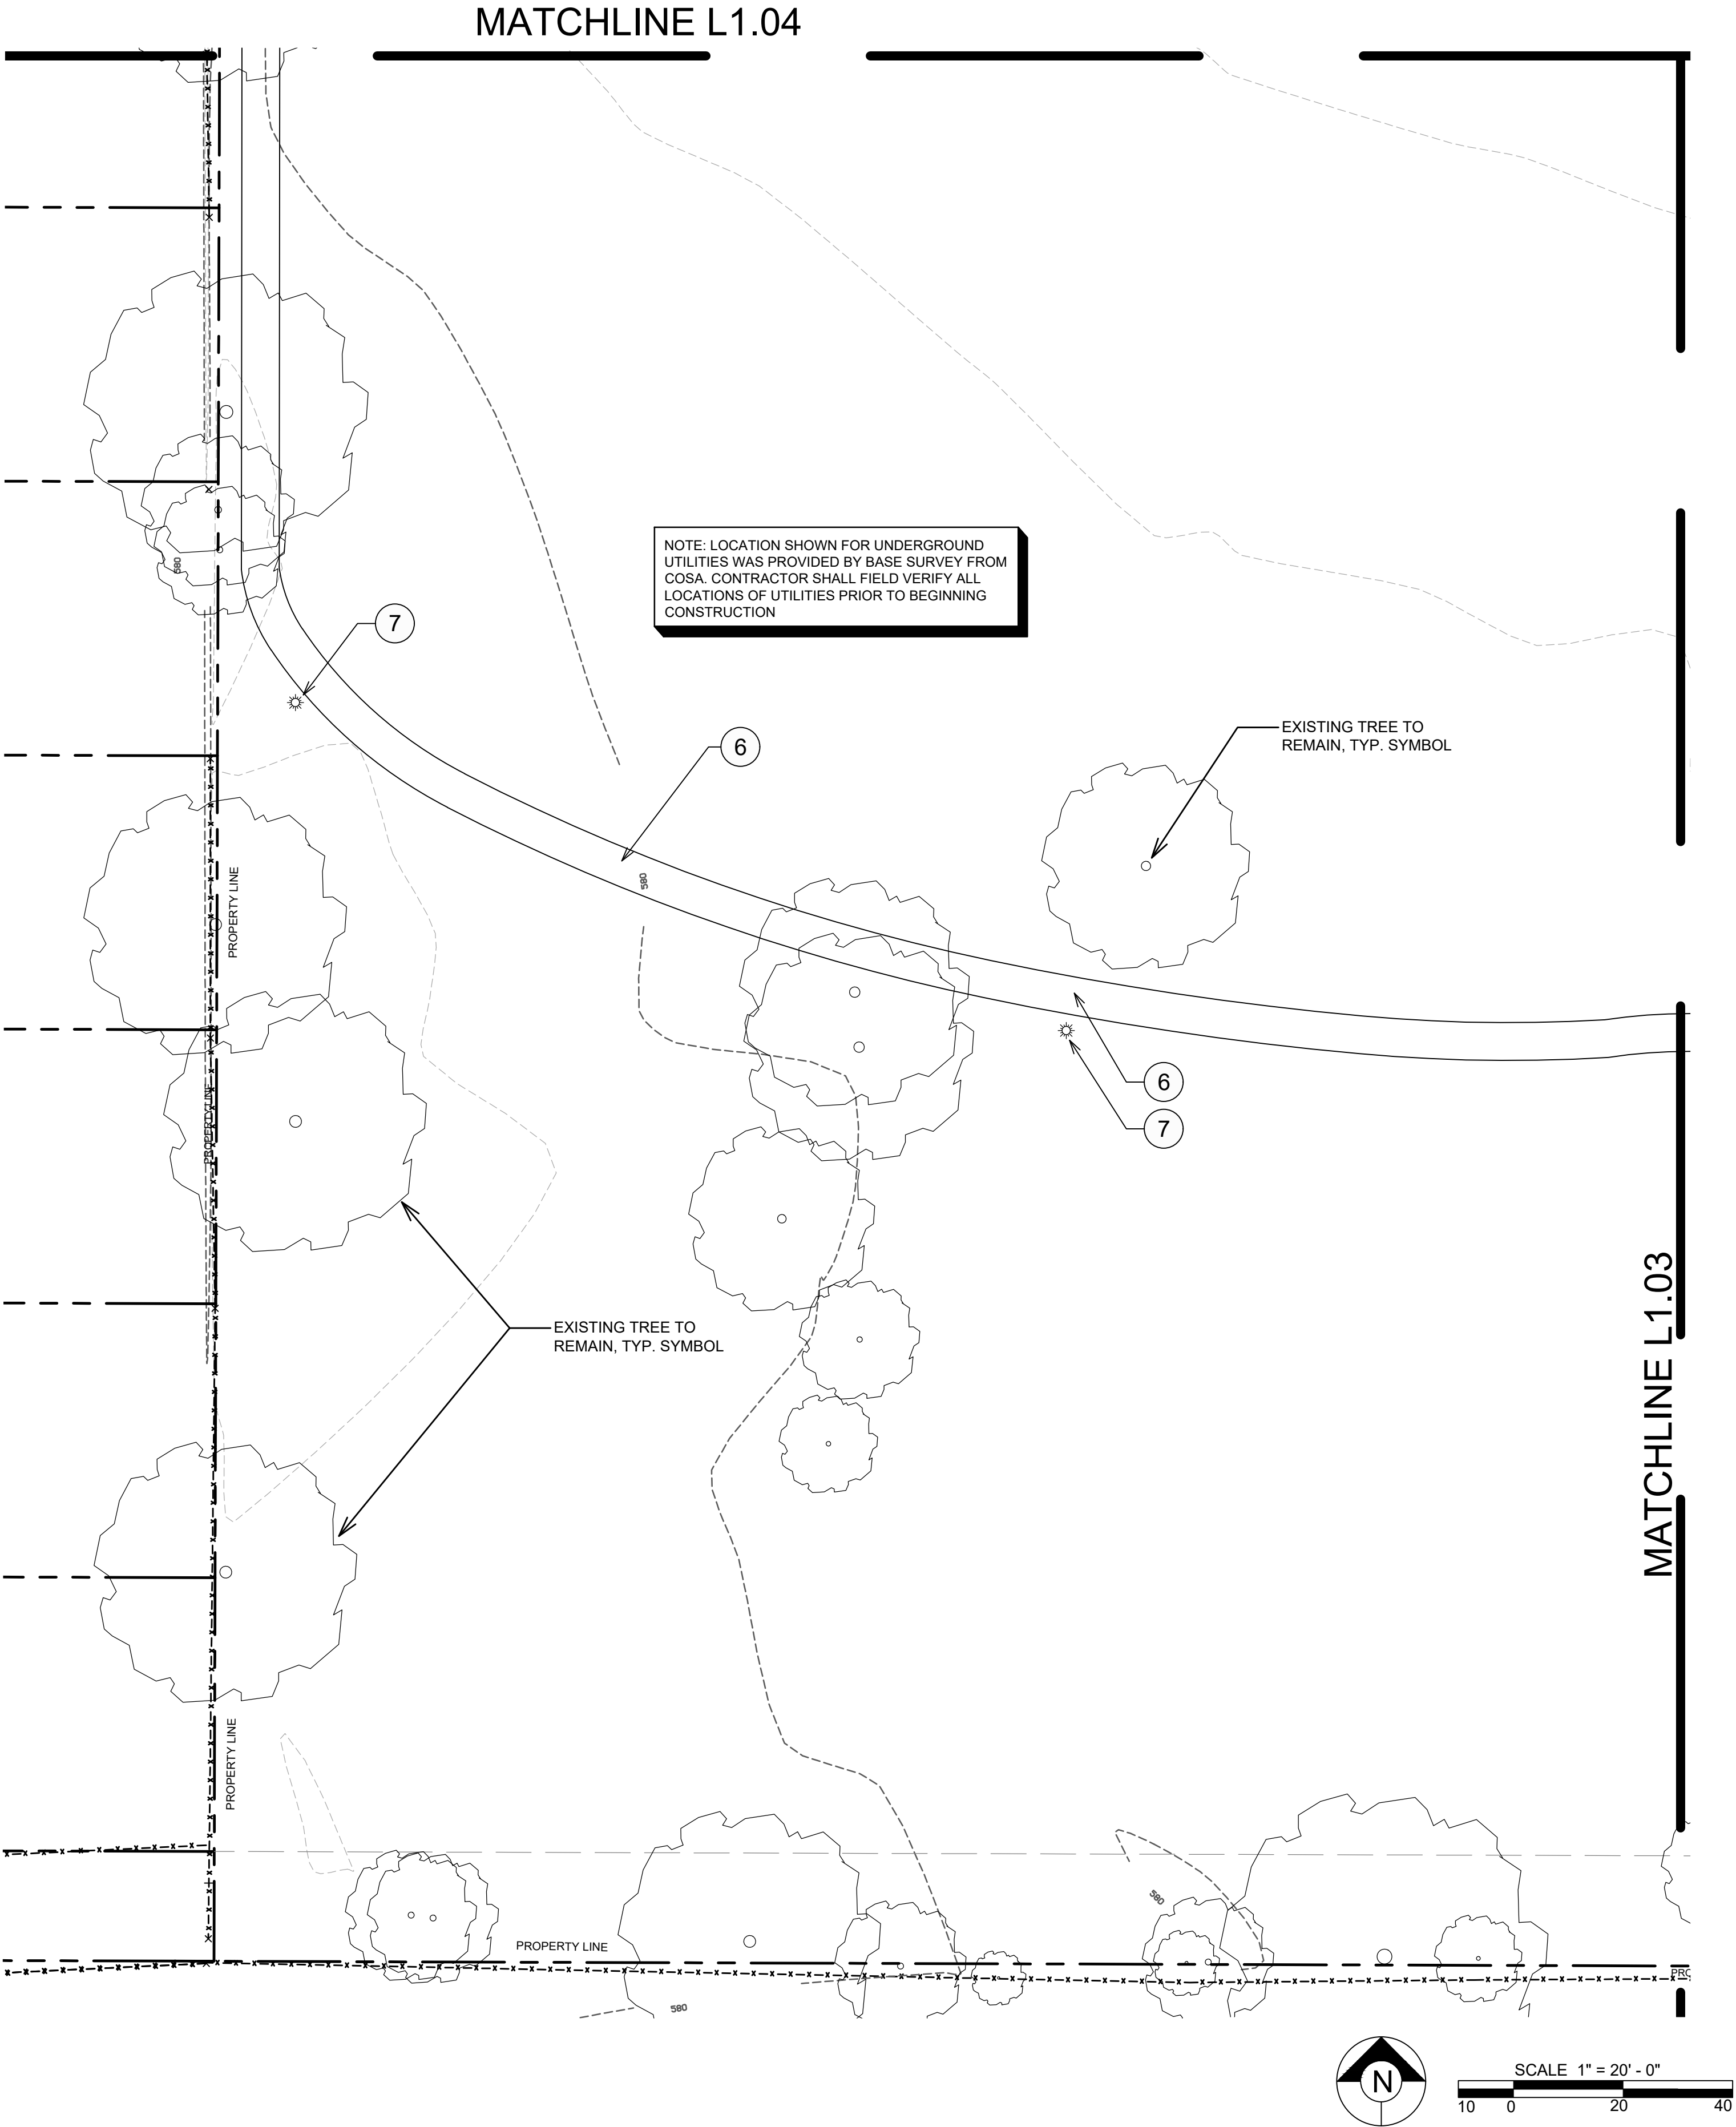 MATCHLINE L1.04
580
7
NOTE: LOCATION SHOWN FOR UNDERGROUND
UTILITIES WAS PROVIDED BY BASE SURVEY FROM
COSA. CONTRACTOR SHALL FIELD VERIFY ALL
LOCATIONS OF UTILITIES PRIOR TO BEGINNING
CONSTRUCTION
6
EXISTING TREE TO
REMAIN, TYP. SYMBOL
580
PROPERTY LINE
6
7
PROPERTY LINE
EXISTING TREE TO
REMAIN, TYP. SYMBOL
MATCHLINE L1.03
PROPERTY LINE
580
PROPERTY LINE
PRO
580
N
SCALE 1" = 20' - 0"
10 0 20 40